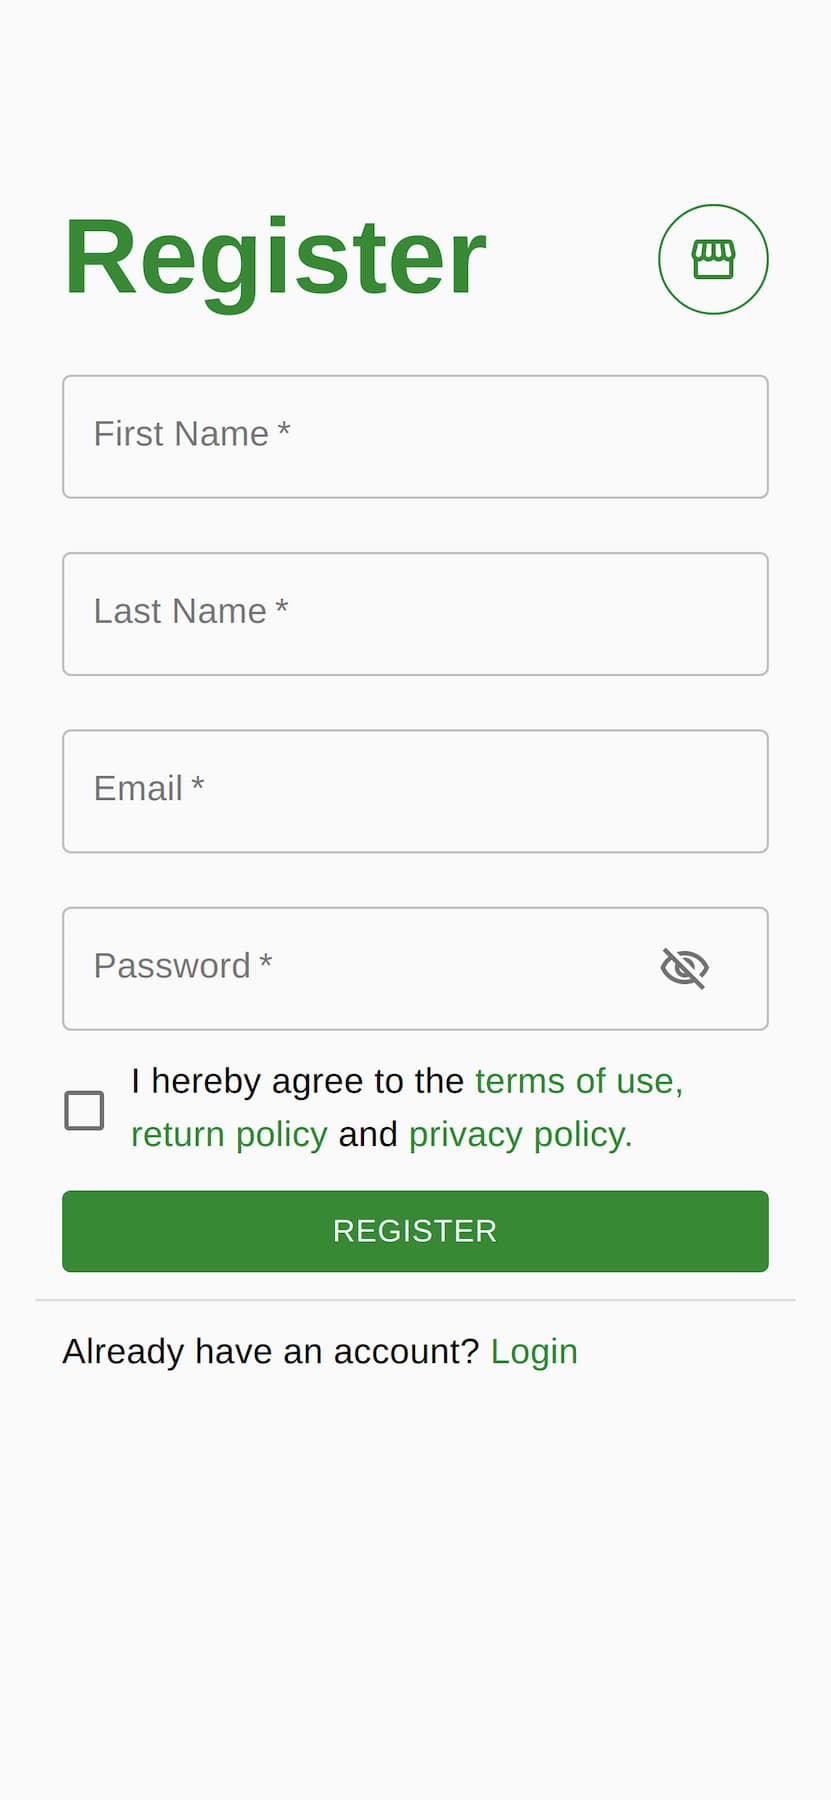 Register
First Name *
Last Name *
Email *
Password *
I hereby agree to the terms of use,
return policy and privacy policy.
REGISTER
Already have an account? Login